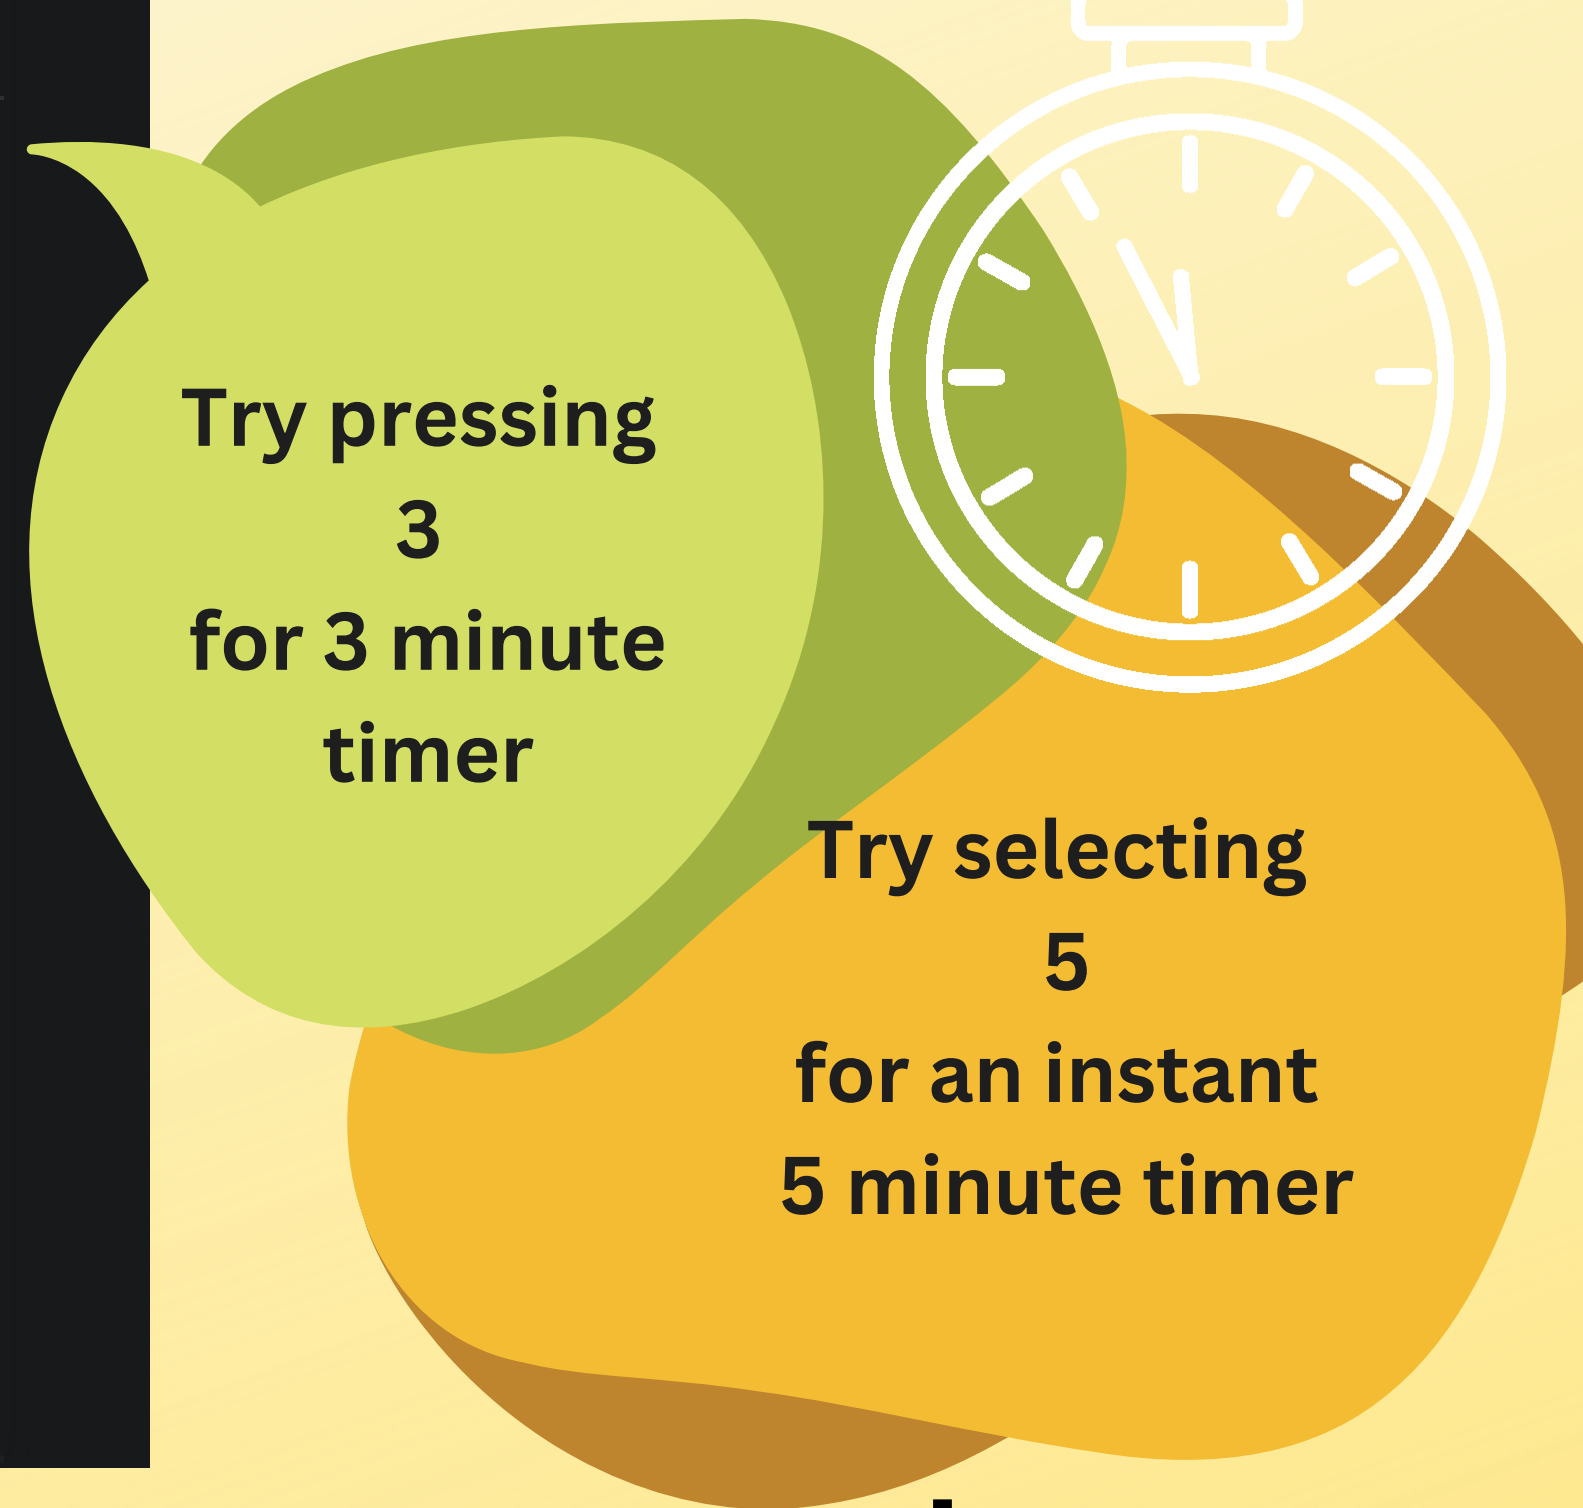 Try pressing
3
for 3 minute
timer
Try selecting
5
for an instant
5 minute timer